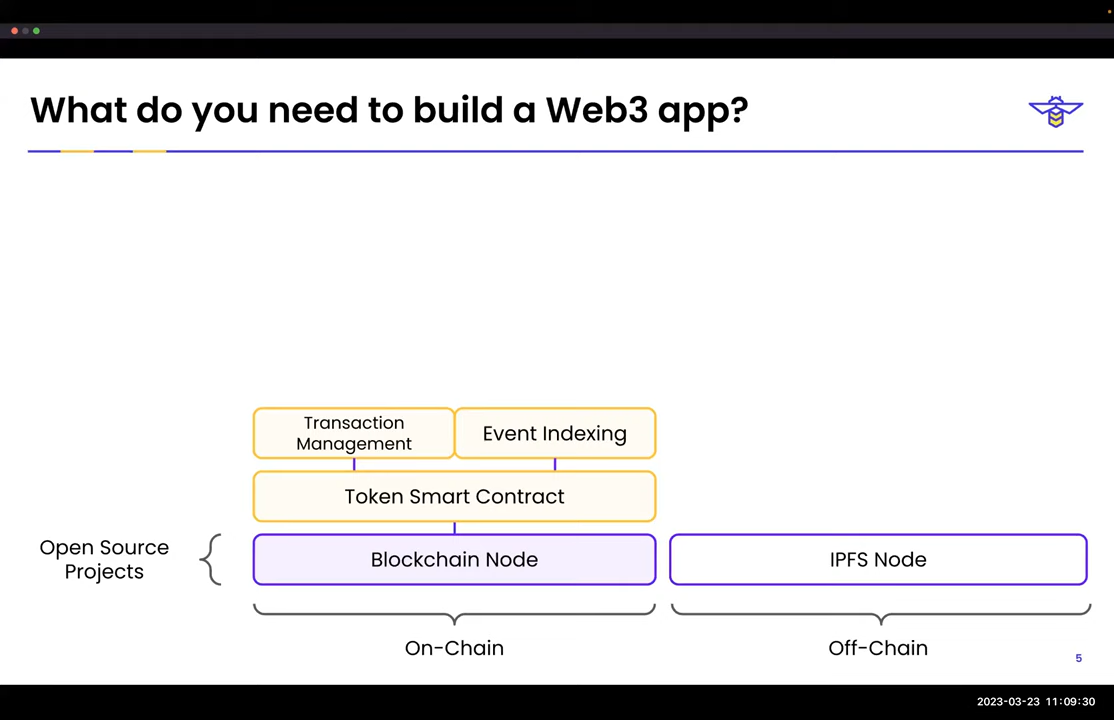 What do you need to build a Web3 app?
Transaction
Management
Event Indexing
Token Smart Contract
Open Source
Projects
Blockchain Node
IPFS Node
On-Chain
Off-Chain
5
2023-03-23 11:09:30